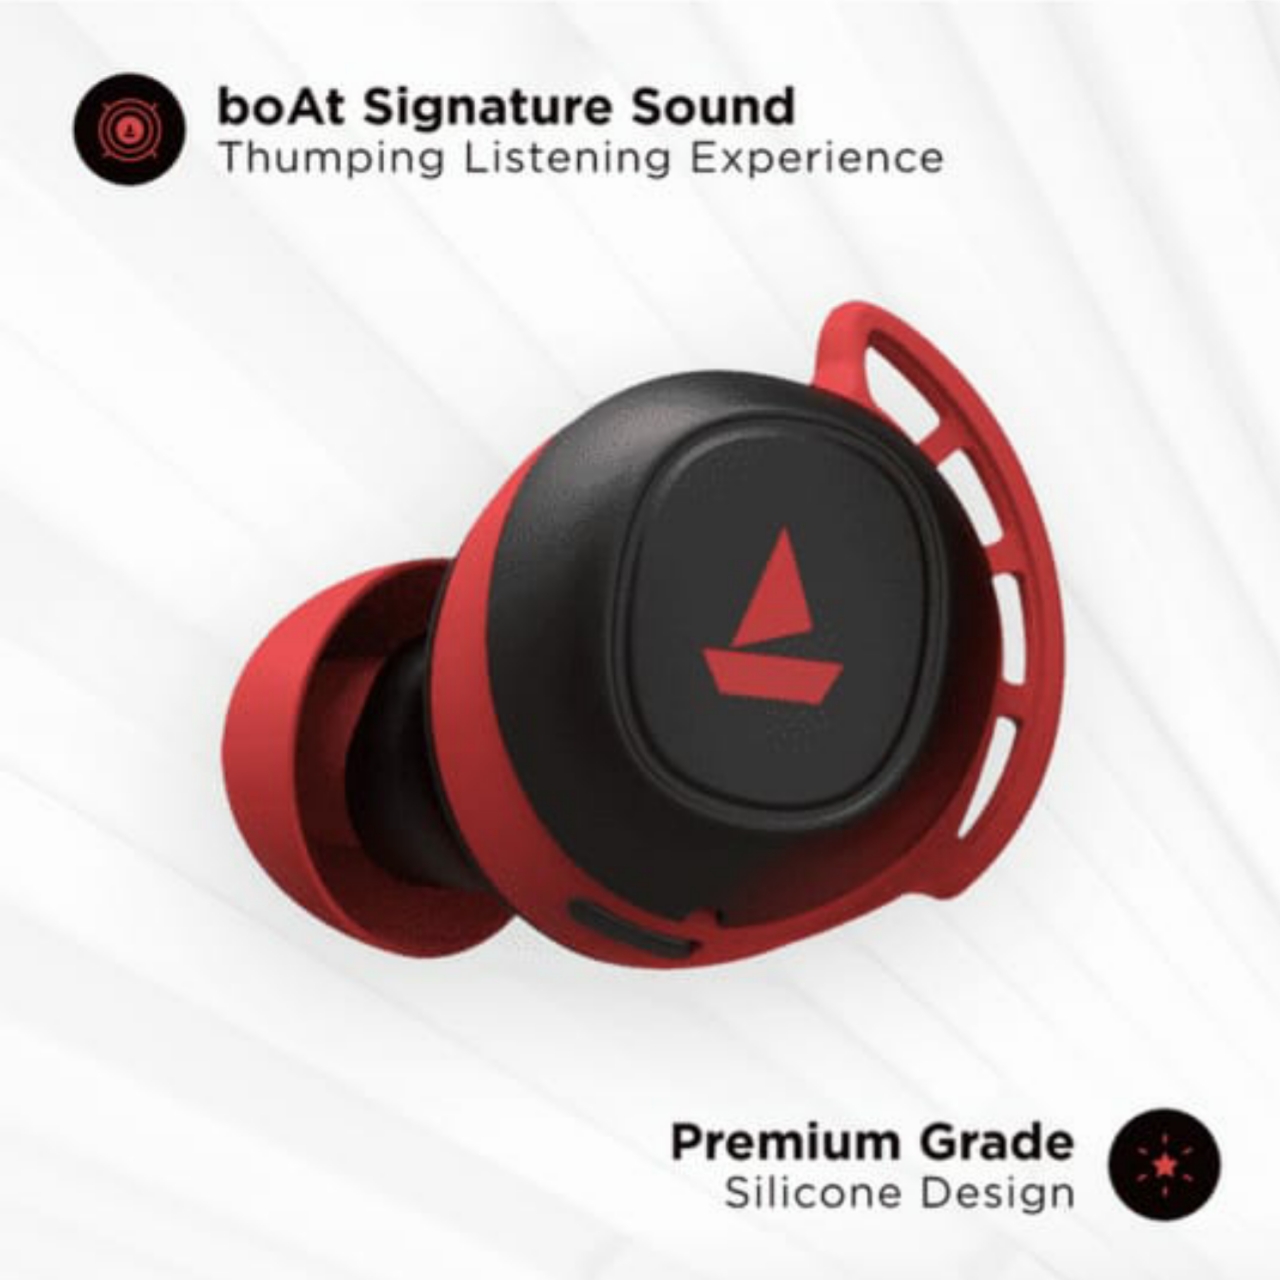 boAt Signature Sound
Thumping Listening Experience
Premium Grade
Silicone Design